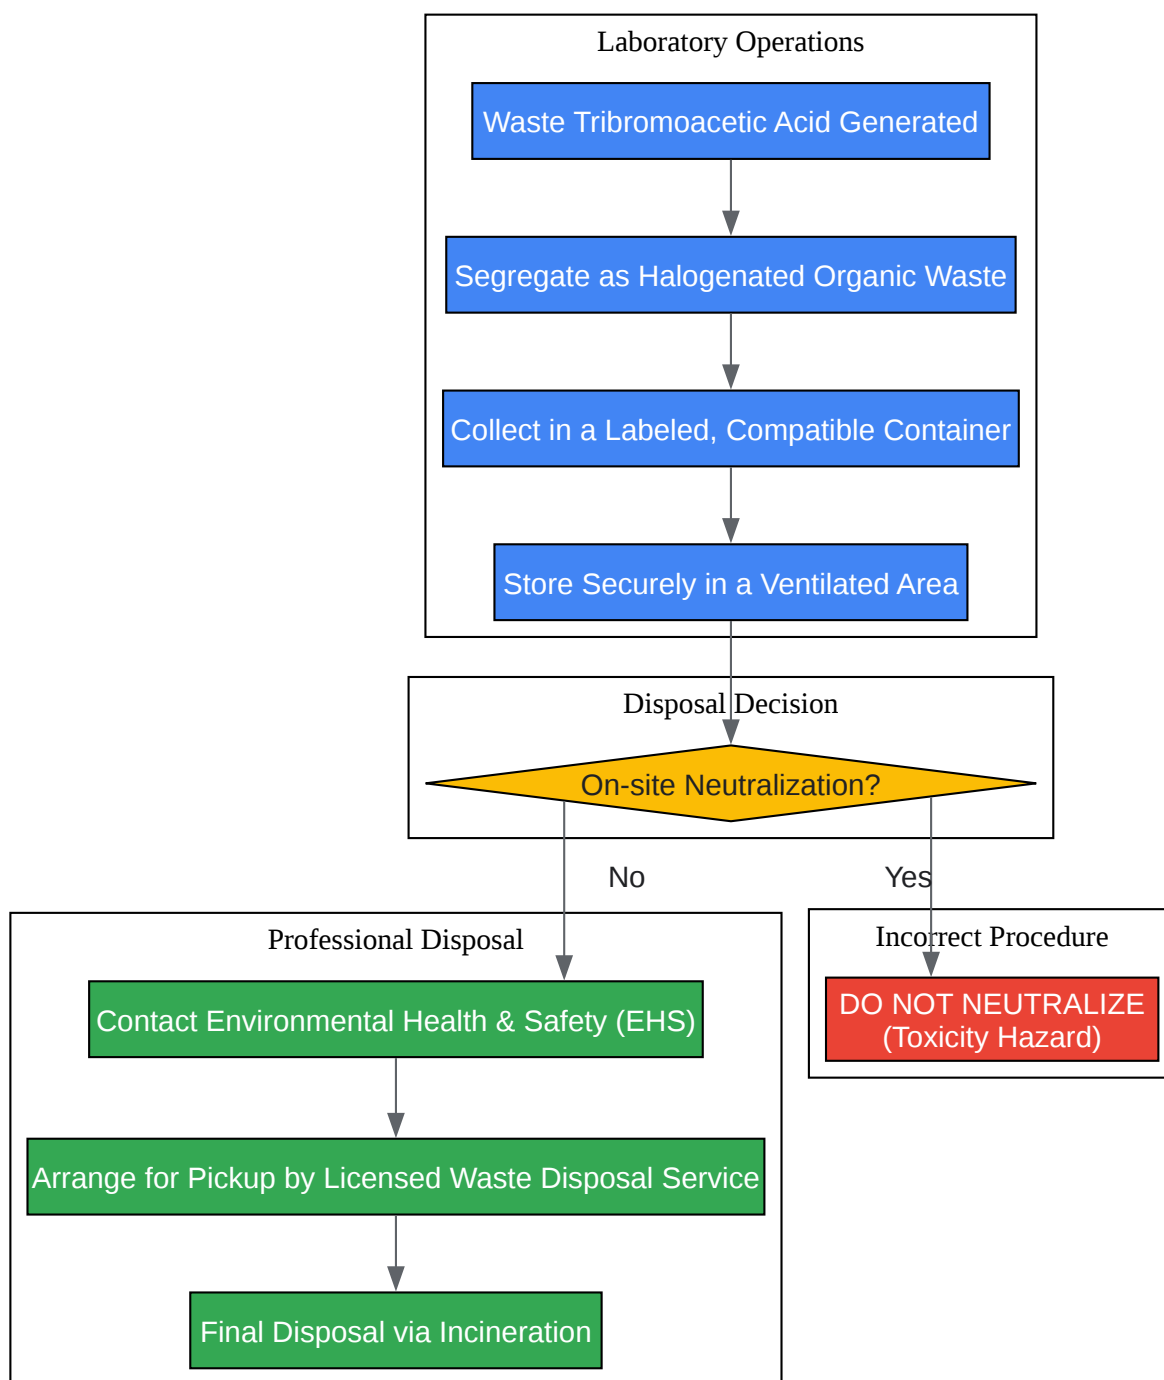 Laboratory Operations
Waste Tribromoacetic Acid Generated
Segregate as Halogenated Organic Waste
Collect in a Labeled, Compatible Container
Store Securely in a Ventilated Area
Disposal Decision
On-site Neutralization?
No
Yes
Professional Disposal
Contact Environmental Health & Safety (EHS)
Arrange for Pickup by Licensed Waste Disposal Service
Final Disposal via Incineration
Incorrect Procedure
DO NOT NEUTRALIZE
(Toxicity Hazard)